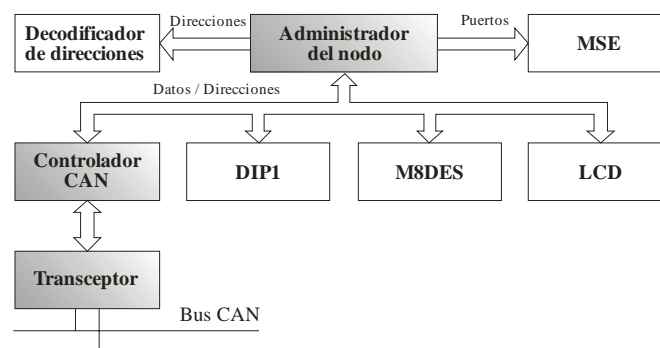 Decodificador
de direcciones
Direcciones
Administrador
del nodo
Puertos
MSE
Datos / Direcciones
Controlador
CAN
DIP1
M8DES
LCD
Transceptor
Bus CAN